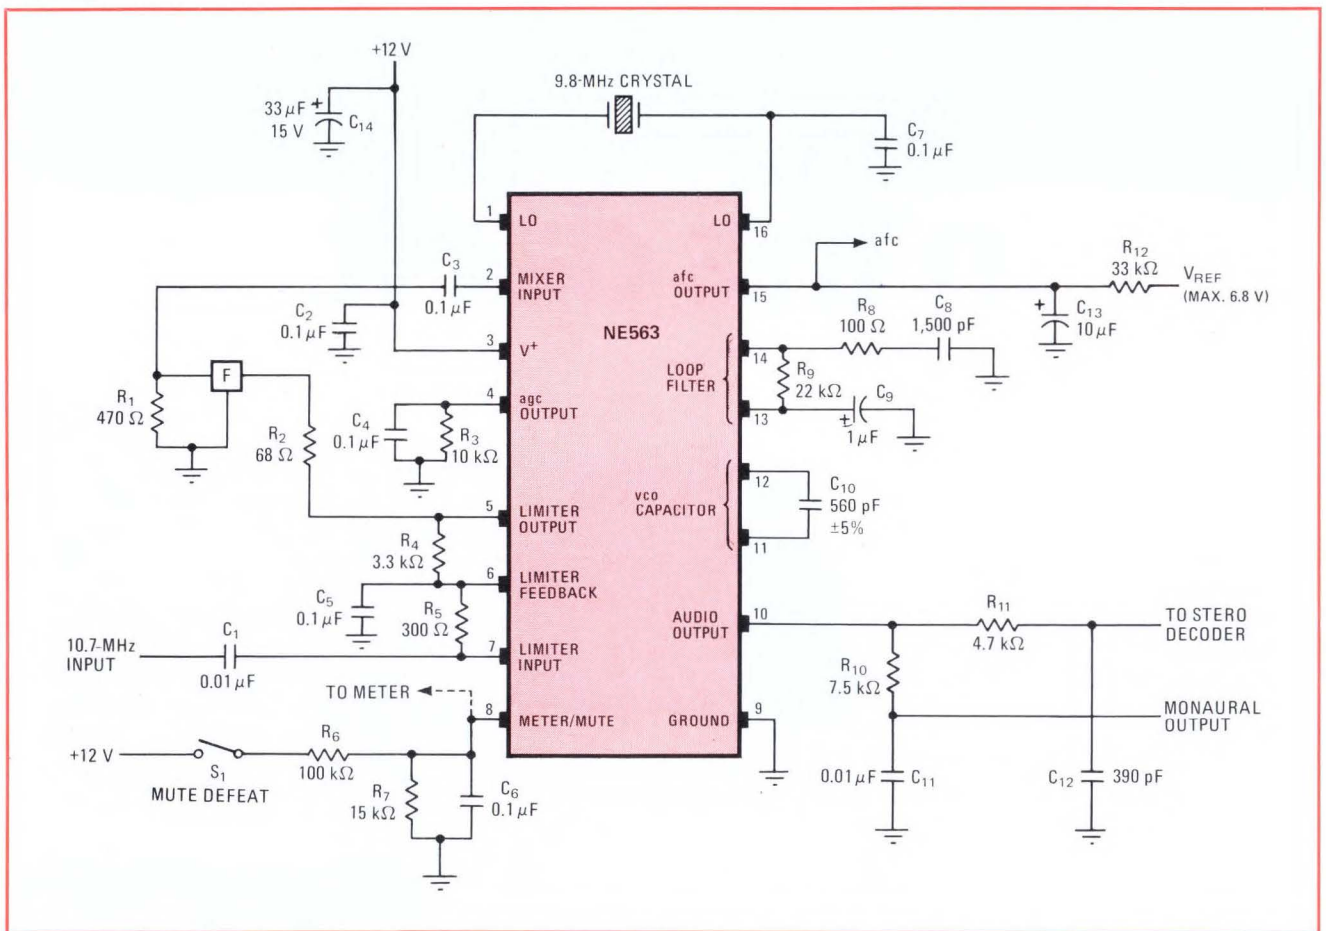 +12 V
33 µF
15 V
+
C14
9.8-MHz CRYSTAL
C7
0.1 µF
1
LO
LO
16
C3
0.1 µF
2
MIXER
INPUT
afc
OUTPUT
15
afc
R12
33 kΩ
VREF
(MAX. 6.8 V)
+
C13
10 µF
C2
0.1 µF
3
V+
NE563
R8
100 Ω
C8
1,500 pF
14
LOOP
FILTER
R9
22 kΩ
13
C9
±
1 µF
F
R1
470 Ω
R2
68 Ω
4
agc
OUTPUT
C4
0.1 µF
R3
10 kΩ
12
vco
CAPACITOR
11
C10
560 pF
±5%
5
LIMITER
OUTPUT
R4
3.3 kΩ
6
LIMITER
FEEDBACK
C5
0.1 µF
R5
300 Ω
10.7-MHz
INPUT
C1
0.01 µF
7
LIMITER
INPUT
AUDIO
OUTPUT
10
R11
4.7 kΩ
TO STERO
DECODER
R10
7.5 kΩ
MONAURAL
OUTPUT
0.01 µF
C11
C12
390 pF
TO METER
8
METER/MUTE
GROUND
9
+12 V
S1
MUTE DEFEAT
R6
100 kΩ
R7
15 kΩ
C6
0.1 µF